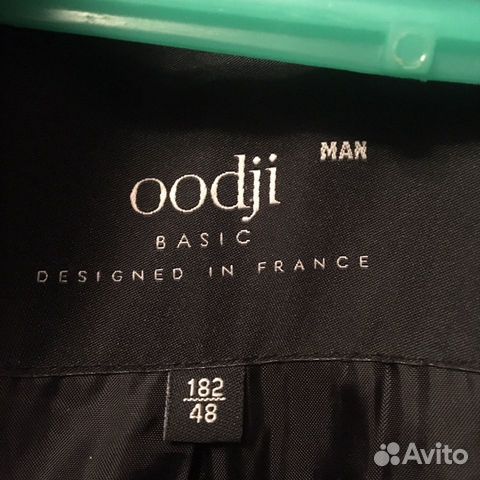 MAN
oodji
BASIC
DESIGNED IN FRANCE
182
48
Avito